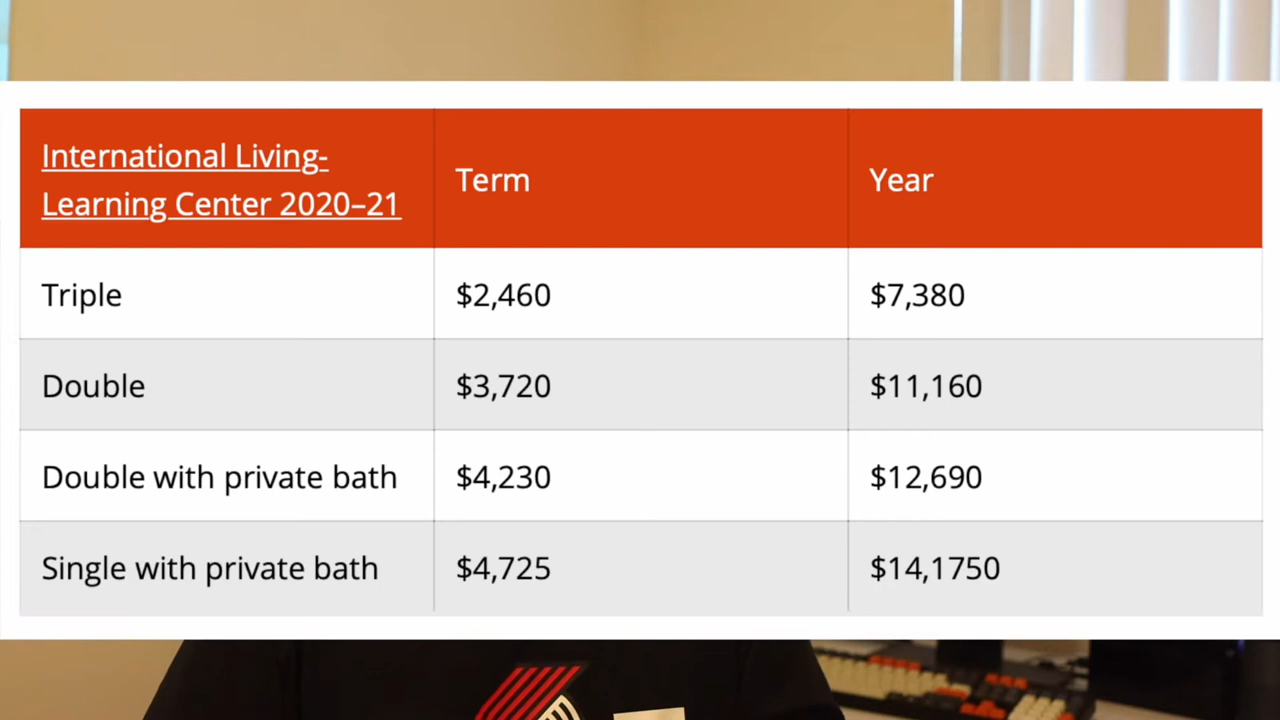 International Living-
Learning Center 2020–21
Term
Year
Triple
$2,460
$7,380
Double
$3,720
$11,160
Double with private bath
$4,230
$12,690
Single with private bath
$4,725
$14,1750